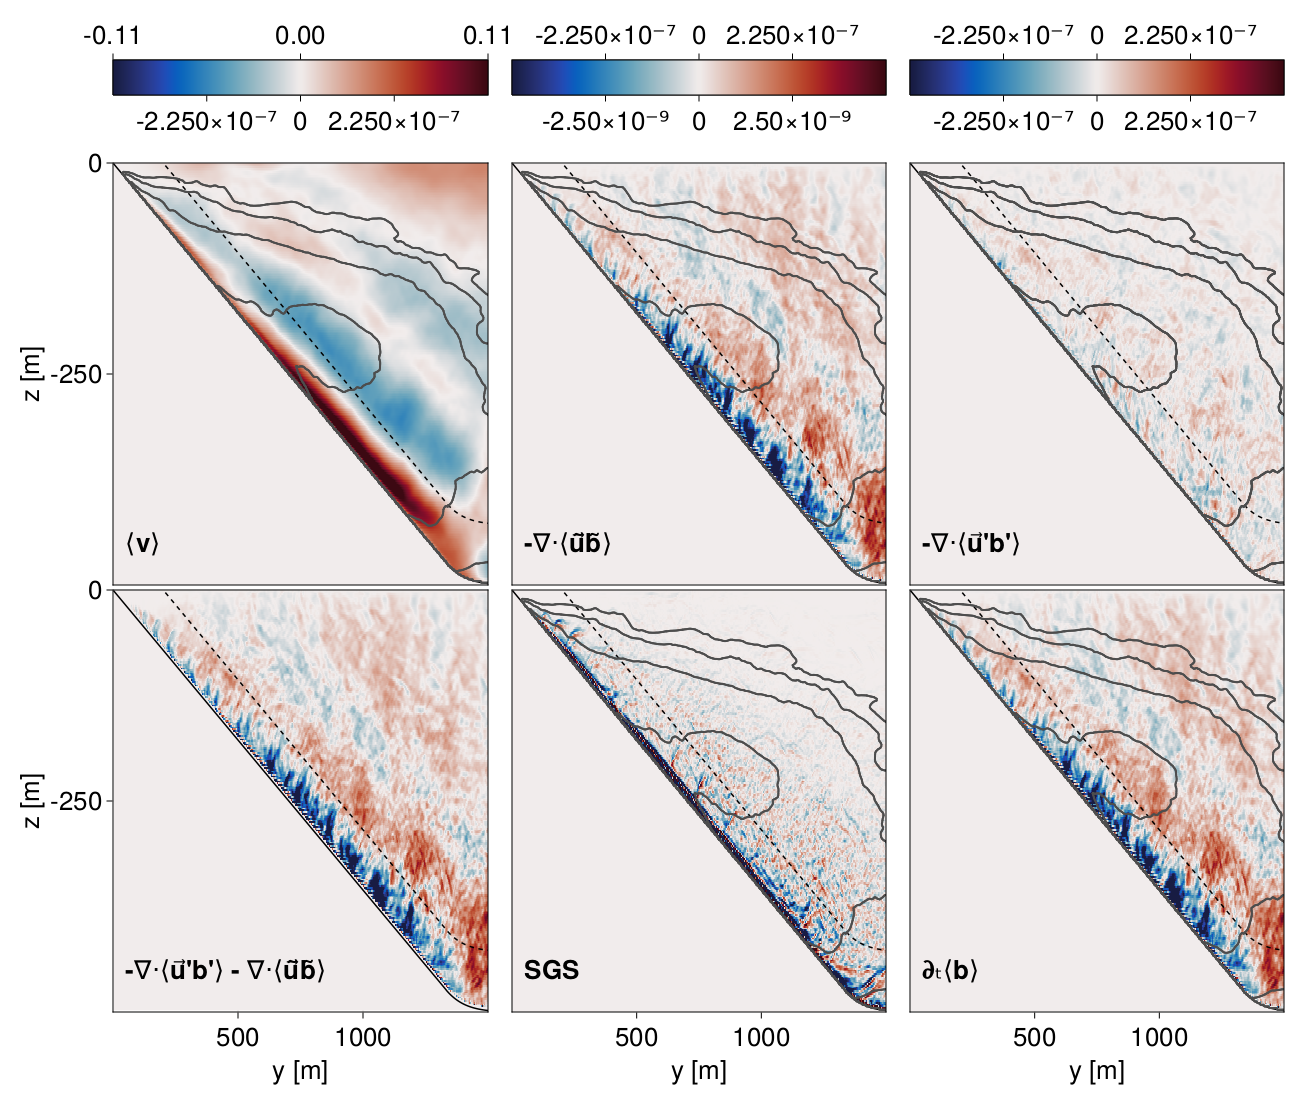 -0.11 0.00 0.11 -2.250×10⁻⁷ 0 2.250×10⁻⁷ -2.250×10⁻⁷ 0 2.250×10⁻⁷
-2.250×10⁻⁷ 0 2.250×10⁻⁷ -2.50×10⁻⁹ 0 2.50×10⁻⁹ -2.250×10⁻⁷ 0 2.250×10⁻⁷
0
z [m]
-250
⟨v⟩
-∇·⟨u⃗̃b̃⟩
-∇·⟨u⃗'b'⟩
0
z [m]
-250
-∇·⟨u⃗'b'⟩ - ∇·⟨u⃗̃b̃⟩
SGS
∂ₜ⟨b⟩
500 1000 500 1000 500 1000
y [m] y [m] y [m]